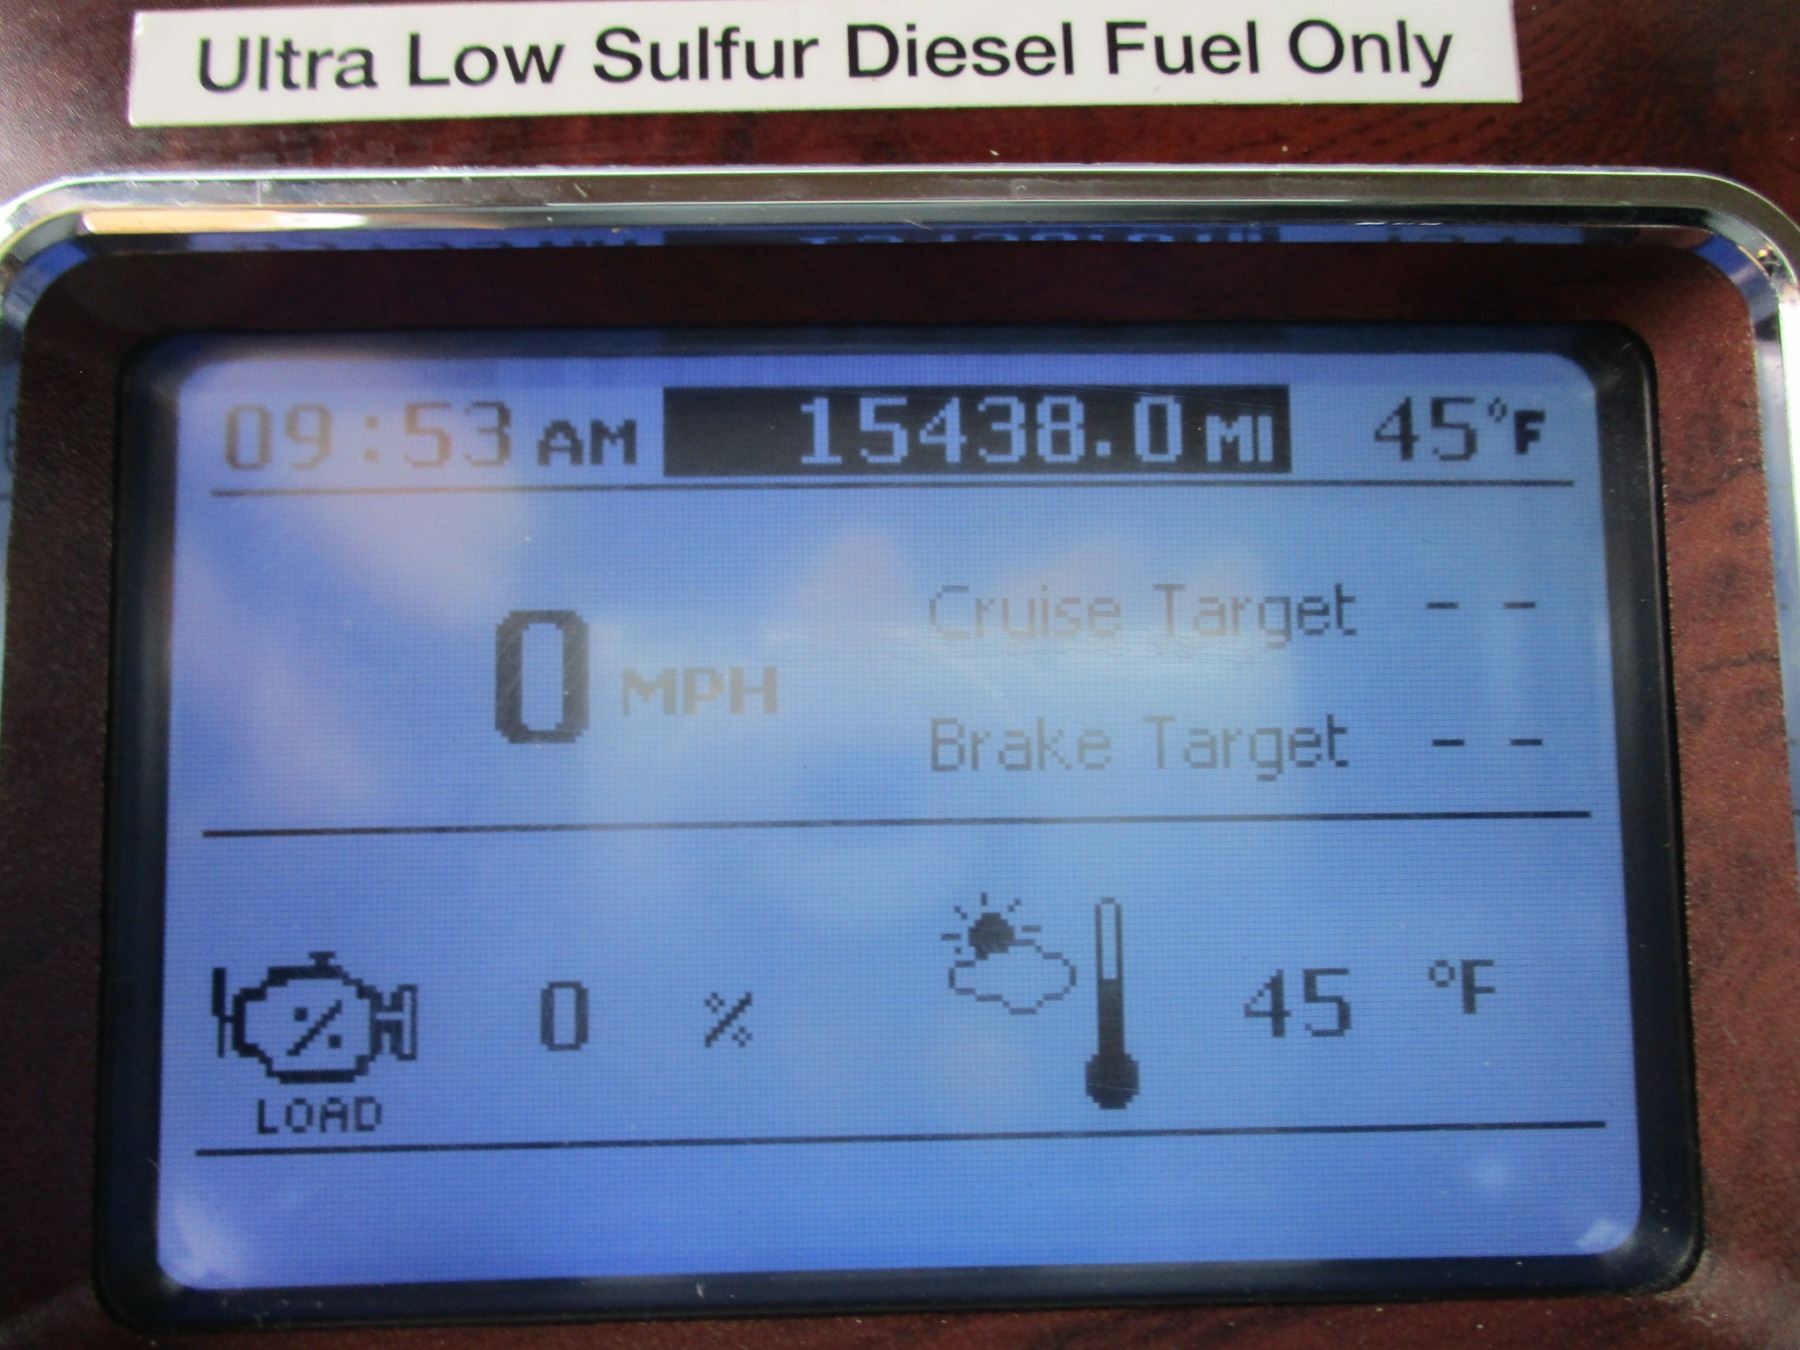 Ultra Low Sulfur Diesel Fuel Only
09:53 AM 15438.0 MI 45°F
0 MPH
Cruise Target - -
Brake Target - -
% 0 % 45 °F
LOAD